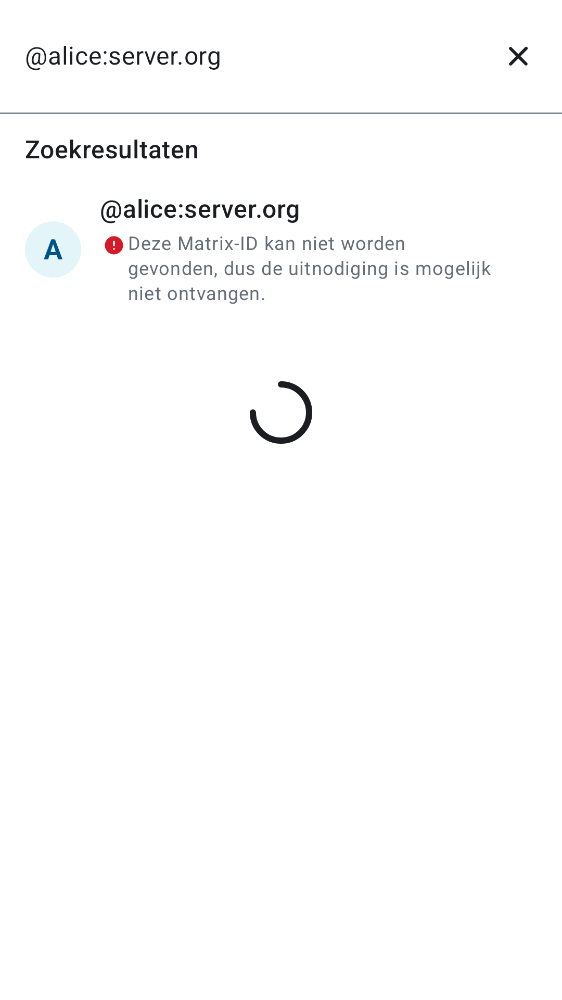 @alice:server.org
Zoekresultaten
@alice:server.org
A
Deze Matrix-ID kan niet worden
gevonden, dus de uitnodiging is mogelijk
niet ontvangen.